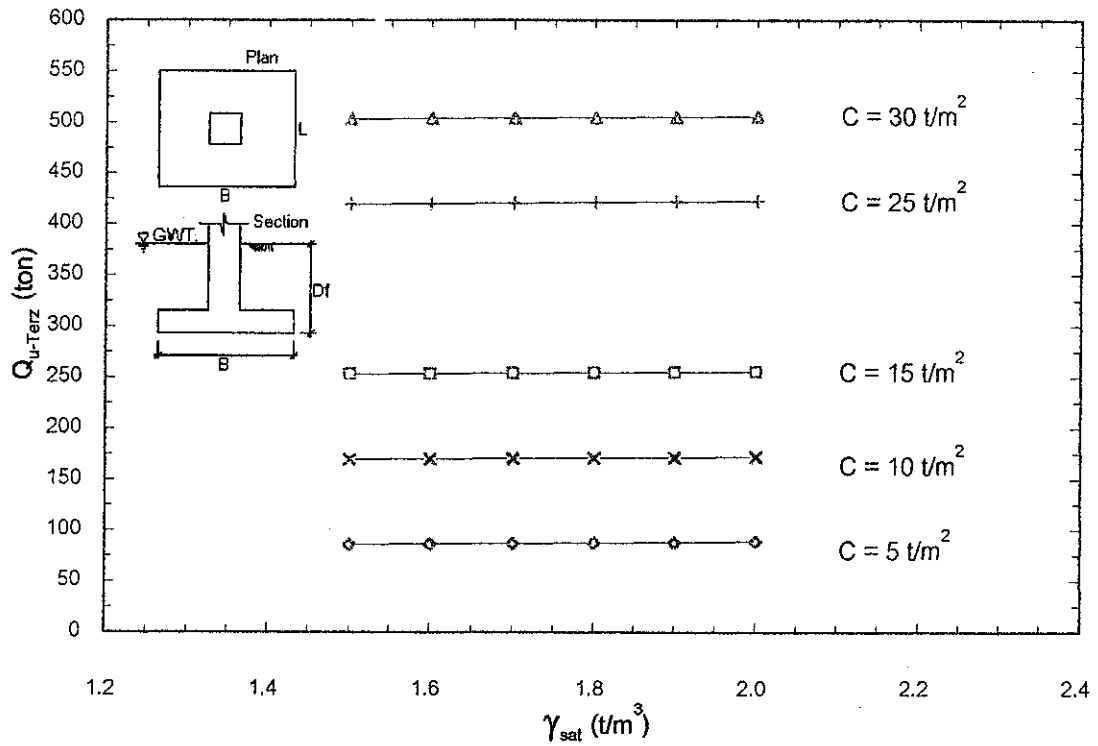 600
550
500
450
400
350
300
250
200
150
100
50
0
Q u-Terz (ton)
Plan
L
B
Section
GWT.
Df
B
C = 30 t/m²
C = 25 t/m²
C = 15 t/m²
C = 10 t/m²
C = 5 t/m²
1.2 1.4 1.6 1.8 2.0 2.2 2.4
γsat (t/m³)